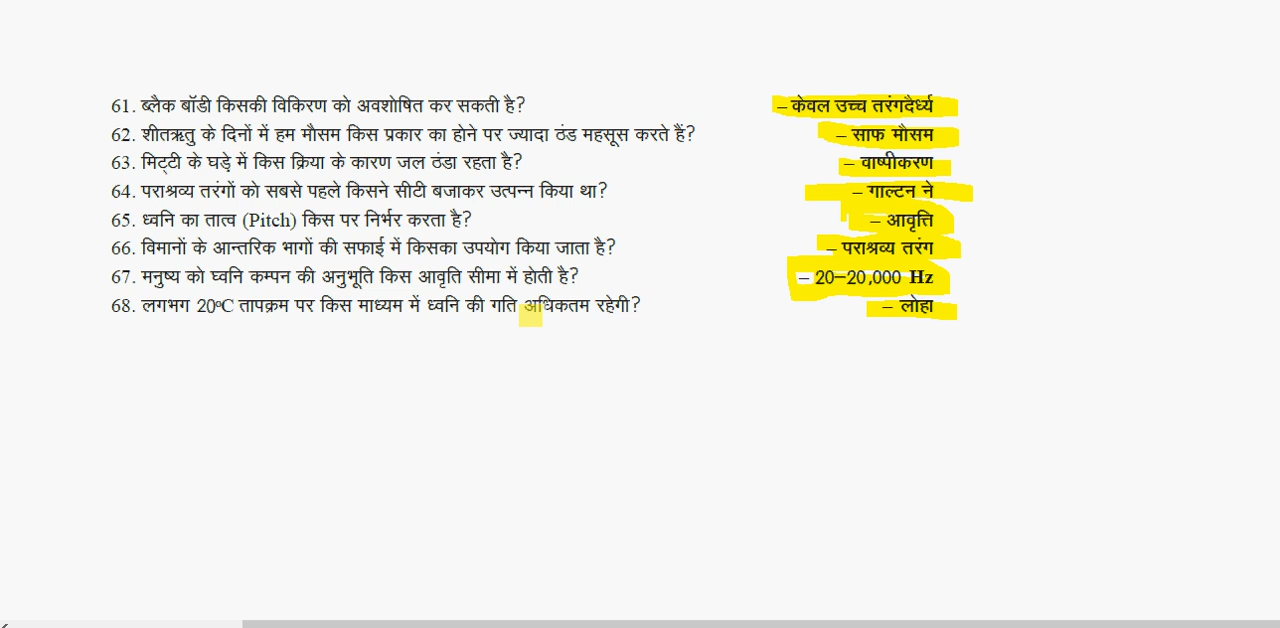 61. ब्लैक बॉडी किसकी विकिरण को अवशोषित कर सकती है? – केवल उच्च तरंगदैर्ध्य
62. शीतऋतु के दिनों में हम मौसम किस प्रकार का होने पर ज्यादा ठंड महसूस करते हैं? – साफ मौसम
63. मिट्टी के घड़े में किस क्रिया के कारण जल ठंडा रहता है? – वाष्पीकरण
64. पराश्रव्य तरंगों को सबसे पहले किसने सीटी बजाकर उत्पन्न किया था? – गाल्टन ने
65. ध्वनि का तात्व (Pitch) किस पर निर्भर करता है? – आवृत्ति
66. विमानों के आन्तरिक भागों की सफाई में किसका उपयोग किया जाता है? – पराश्रव्य तरंग
67. मनुष्य को घ्वनि कम्पन की अनुभूति किस आवृति सीमा में होती है? – 20–20,000 Hz
68. लगभग 20°C तापक्रम पर किस माध्यम में ध्वनि की गति अधिकतम रहेगी? – लोहा